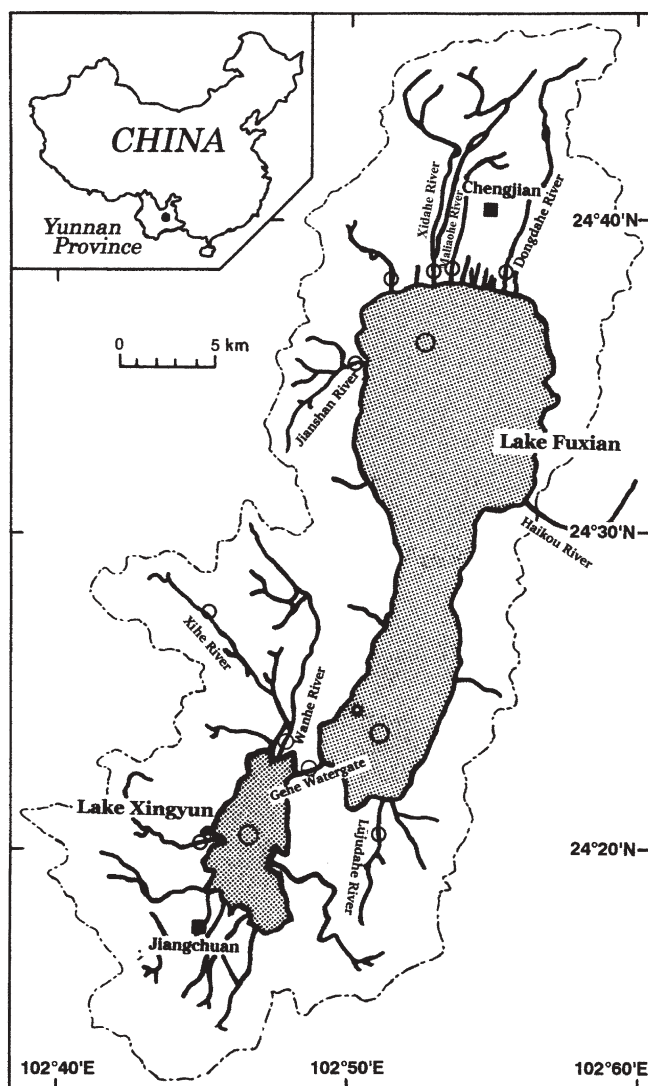 CHINA
Yunnan
Province
0 5 km
Xidahe River
Maliaohe River
Chengjian
Dongdahe River
24°40'N
Jianshan River
Lake Fuxian
24°30'N
Haikou River
Xihe River
Wanhe River
Gehe Watergate
Lake Xingyun
Lujudahe River
24°20'N
Jiangchuan
102°40'E
102°50'E
102°60'E